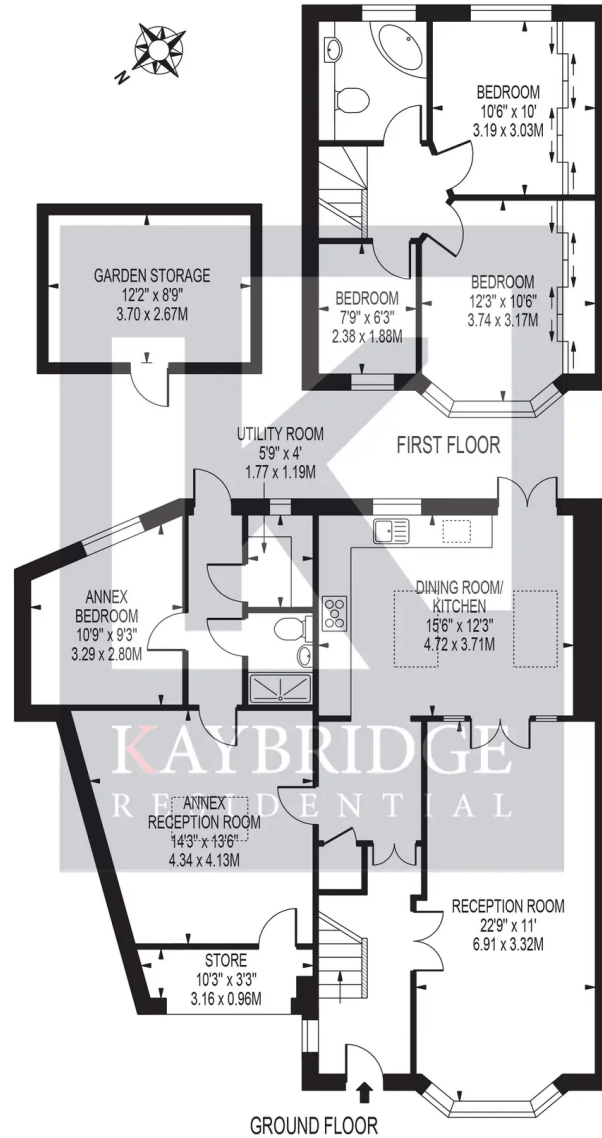 N
BEDROOM
10'6" x 10'
3.19 x 3.03M
GARDEN STORAGE
12'2" x 8'9"
3.70 x 2.67M
BEDROOM
7'9" x 6'3"
2.38 x 1.88M
BEDROOM
12'3" x 10'6"
3.74 x 3.17M
UTILITY ROOM
5'9" x 4'
1.77 x 1.19M
FIRST FLOOR
ANNEX
BEDROOM
10'9" x 9'3"
3.29 x 2.80M
DINING ROOM/
KITCHEN
15'6" x 12'3"
4.72 x 3.71M
KAYBRIDGE
RESIDENTIAL
ANNEX
RECEPTION ROOM
14'3" x 13'6"
4.34 x 4.13M
RECEPTION ROOM
22'9" x 11'
6.91 x 3.32M
STORE
10'3" x 3'3"
3.16 x 0.96M
GROUND FLOOR